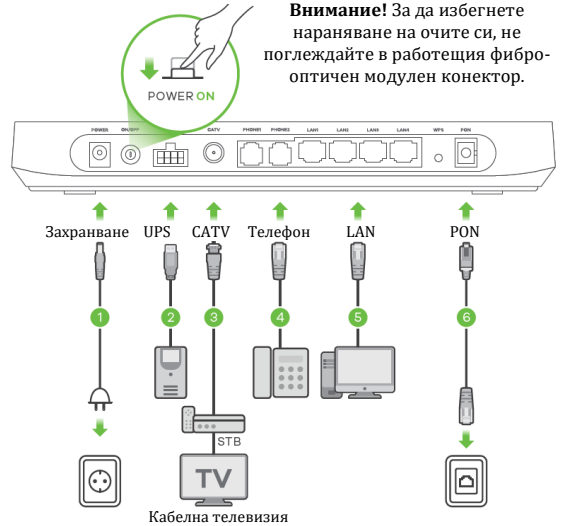 Внимание! За да избегнете
нараняване на очите си, не
поглеждайте в работещия фибро-
оптичен модулен конектор.
POWER ON
POWER ON/OFF CATV PHONE1 PHONE2 LAN1 LAN2 LAN3 LAN4 WPS PON
Захранване UPS CATV Телефон LAN PON
1 2 3 4 5 6
STB
TV
Кабелна телевизия